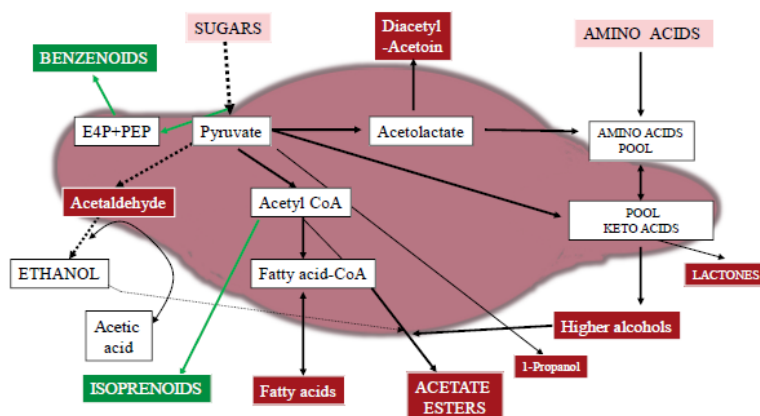 SUGARS
Diacetyl
-Acetoin
AMINO ACIDS
BENZENOIDS
E4P+PEP
Pyruvate
Acetolactate
AMINO ACIDS
POOL
Acetaldehyde
Acetyl CoA
POOL
KETO ACIDS
ETHANOL
Fatty acid-CoA
LACTONES
Acetic
acid
Higher alcohols
1-Propanol
ISOPRENOIDS
Fatty acids
ACETATE
ESTERS